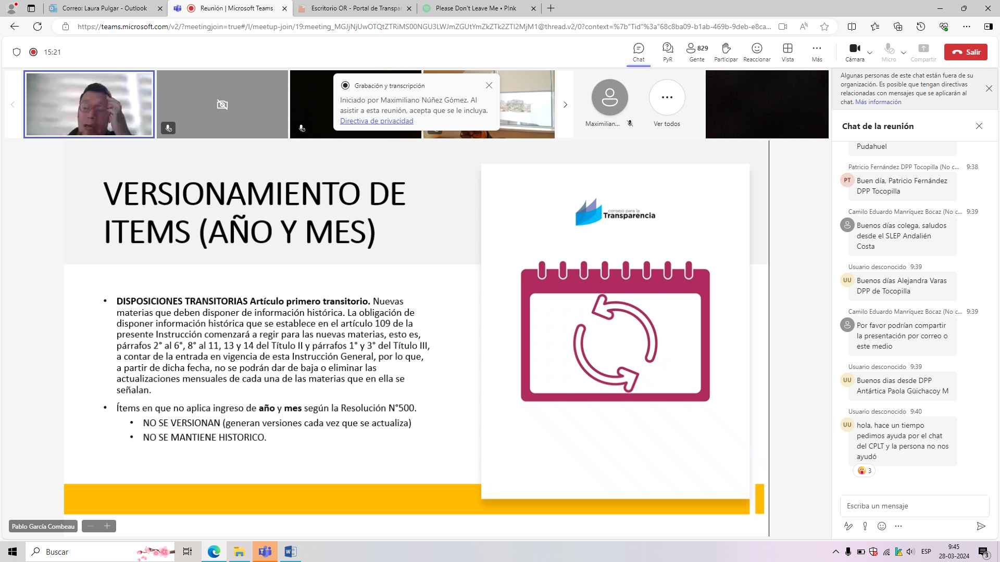 Correo: Laura Pulgar - Outlook
Reunión | Microsoft Teams
Escritorio OR - Portal de Transpa
Please Don't Leave Me • P!nk
https://teams.microsoft.com/v2/?meetingjoin=true#/l/meetup-join/19:meeting_MGJjNjUwOTQtZTRiMS00NGU3LWJmZGUtYmZkZTk2ZTI2MjM1@thread.v2/0?context=%7b"Tid"%3a"68c8ba09-b1ab-469b-9deb-e8ca...
15:21
Chat
PyR
829
Gente
Participar
Reaccionar
Vista
Más
Cámara
Micro
Compartir
Salir
Grabación y transcripción
Iniciado por Maximiliano Núñez Gómez. Al
asistir a esta reunión, acepta que se le incluya.
Directiva de privacidad
Maximilian...
Ver todos
VERSIONAMIENTO DE
ITEMS (AÑO Y MES)
consejo para la
Transparencia
• DISPOSICIONES TRANSITORIAS Artículo primero transitorio. Nuevas
materias que deben disponer de información histórica. La obligación de
disponer información histórica que se establece en el artículo 109 de la
presente Instrucción comenzará a regir para las nuevas materias, esto es,
párrafos 2° al 6°, 8° al 11, 13 y 14 del Título II y párrafos 1° y 3° del Título III,
a contar de la entrada en vigencia de esta Instrucción General, por lo que,
a partir de dicha fecha, no se podrán dar de baja o eliminar las
actualizaciones mensuales de cada una de las materias que en ella se
señalan.
• Ítems en que no aplica ingreso de año y mes según la Resolución N°500.
• NO SE VERSIONAN (generan versiones cada vez que se actualiza)
• NO SE MANTIENE HISTORICO.
Pablo García Combeau
Algunas personas de este chat están fuera de su
organización. Es posible que tengan directivas
relacionadas con mensajes que se aplicarán al
chat. Más información
Chat de la reunión
Pudahuel
Patricio Fernández DPP Tocopilla (No c... 9:38
PT
Buen día, Patricio Fernández
DPP Tocopilla
Camilo Eduardo Manríquez Bocaz (No c... 9:39
Buenos días colega, saludos
desde el SLEP Andalién
Costa
Usuario desconocido 9:39
UU
Buenos días Alejandra Varas
DPP de Tocopilla
Camilo Eduardo Manríquez Bocaz (No c... 9:39
Por favor podrían compartir
la presentación por correo o
este medio
Usuario desconocido 9:39
UU
Buenos dias desde DPP
Antártica Paola Güichacoy M
Usuario desconocido 9:40
UU
hola, hace un tiempo
pedimos ayuda por el chat
del CPLT y la persona no nos
ayudó
3
Escriba un mensaje
Buscar
ESP
9:45
28-03-2024
3